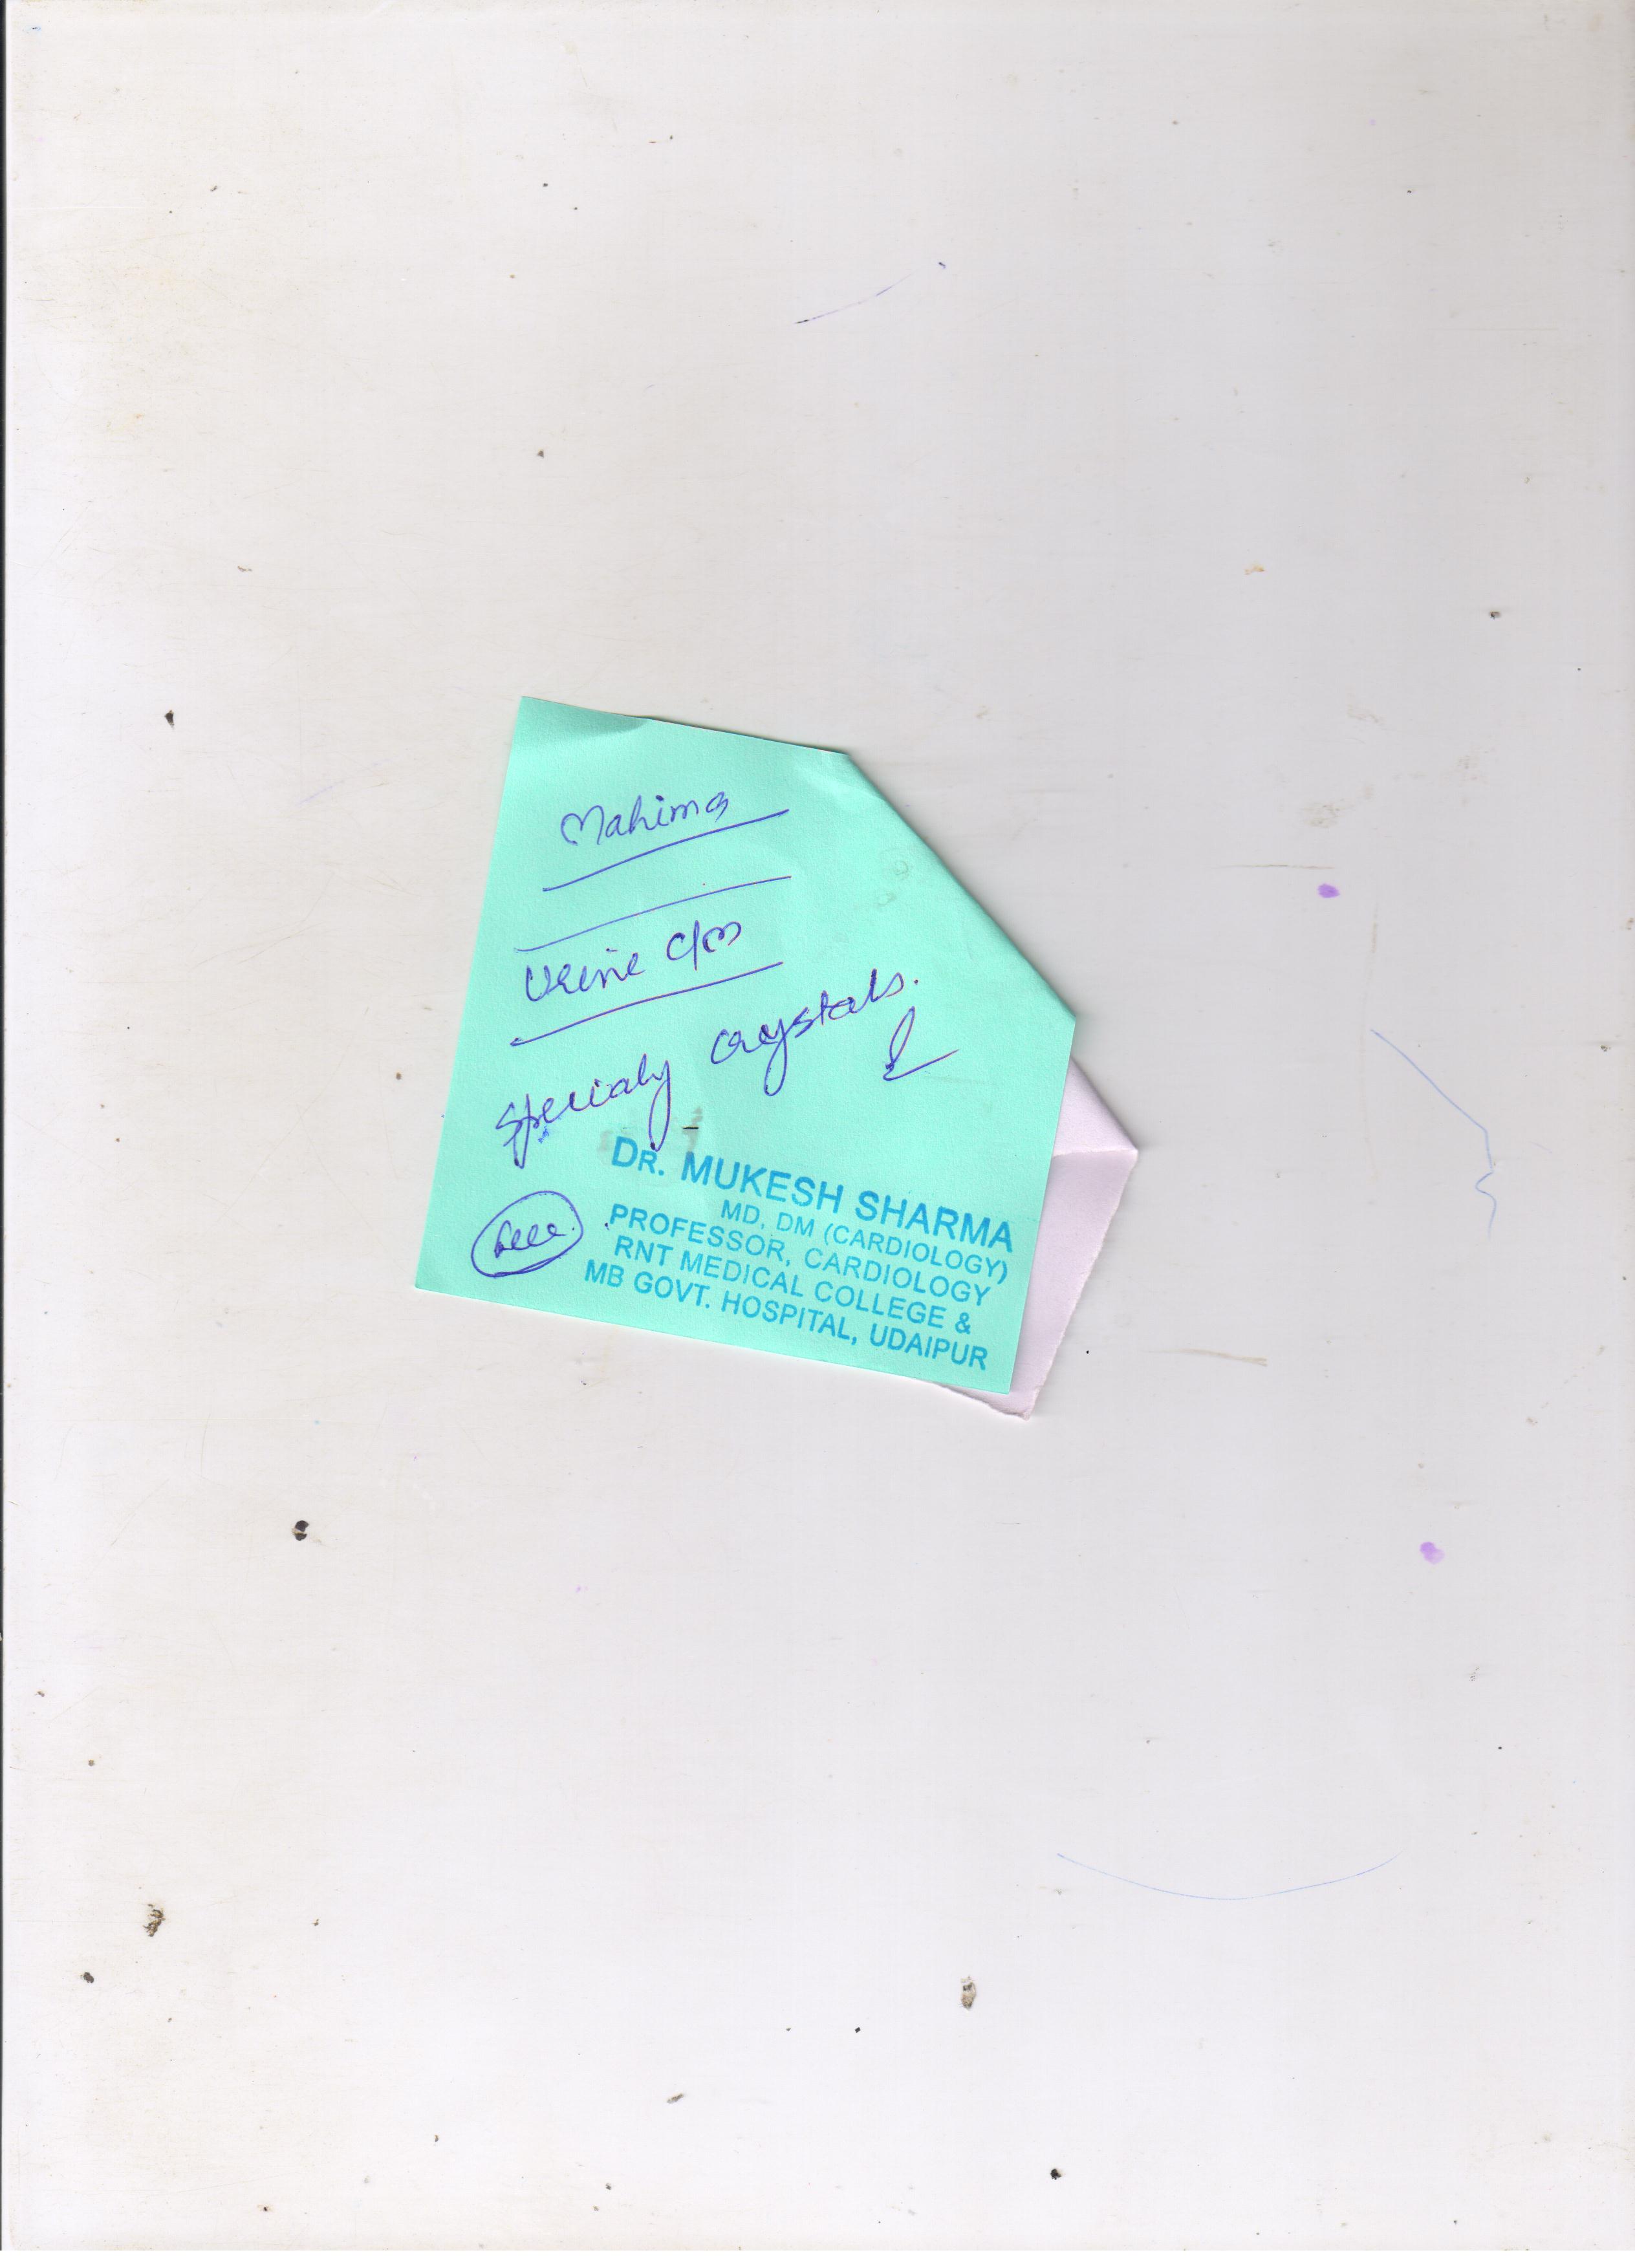 Mahima
Urine C/M
Specialy crystals.
DR. MUKESH SHARMA
MD, DM (CARDIOLOGY)
PROFESSOR, CARDIOLOGY
RNT MEDICAL COLLEGE &
MB GOVT. HOSPITAL, UDAIPUR